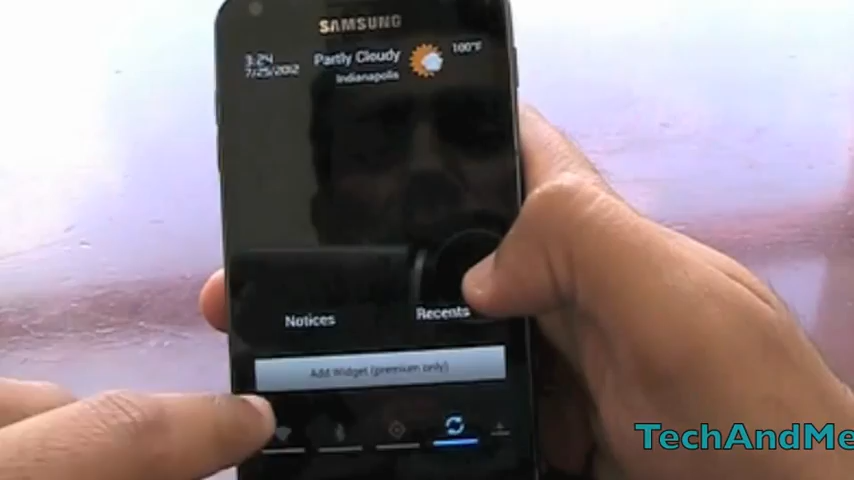 SAMSUNG
3:24
7/25/2012
Partly Cloudy
Indianapolis
100°F
Notices
Recents
Add Widget (premium only)
TechAndMe